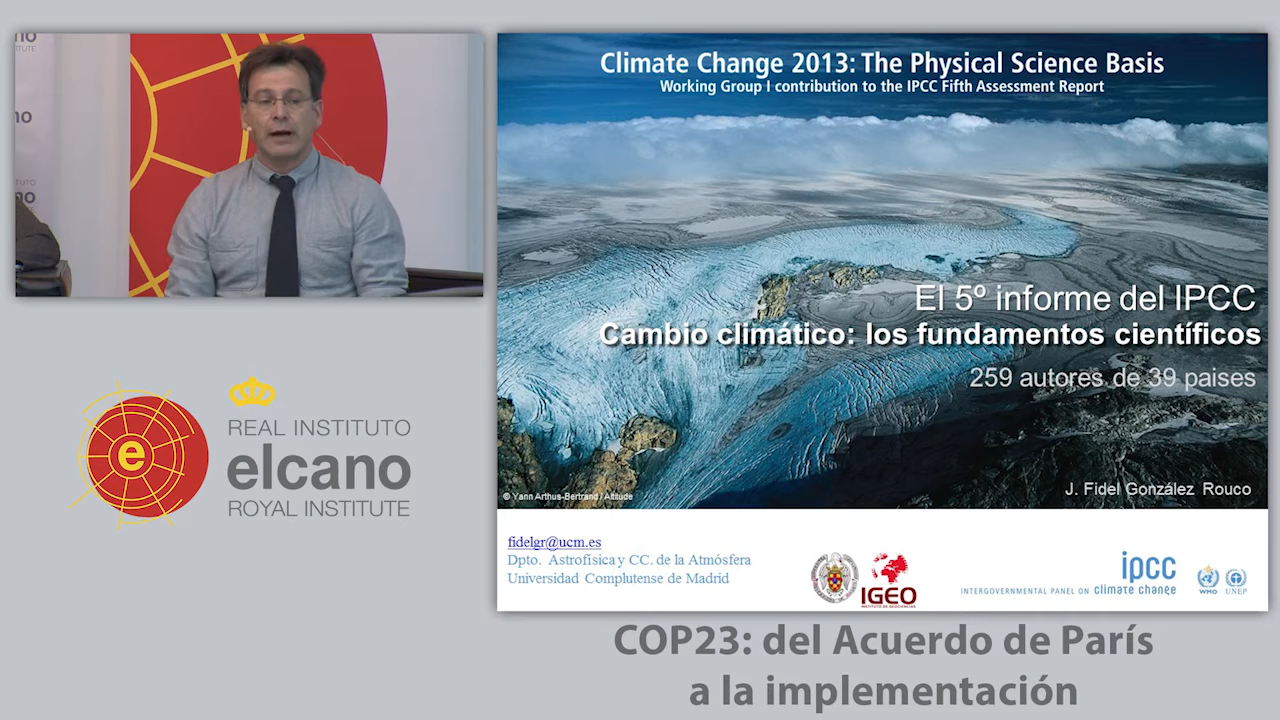 Climate Change 2013: The Physical Science Basis
Working Group I contribution to the IPCC Fifth Assessment Report
El 5º informe del IPCC
Cambio climático: los fundamentos científicos
259 autores de 39 paises
© Yann Arthus-Bertrand / Altitude
J. Fidel González Rouco
fidelgr@ucm.es
Dpto. Astrofísica y CC. de la Atmósfera
Universidad Complutense de Madrid
IGEO
INSTITUTO DE GEOCIENCIAS
ipcc
INTERGOVERNMENTAL PANEL ON climate change
WMO
UNEP
e
REAL INSTITUTO
elcano
ROYAL INSTITUTE
COP23: del Acuerdo de París
a la implementación